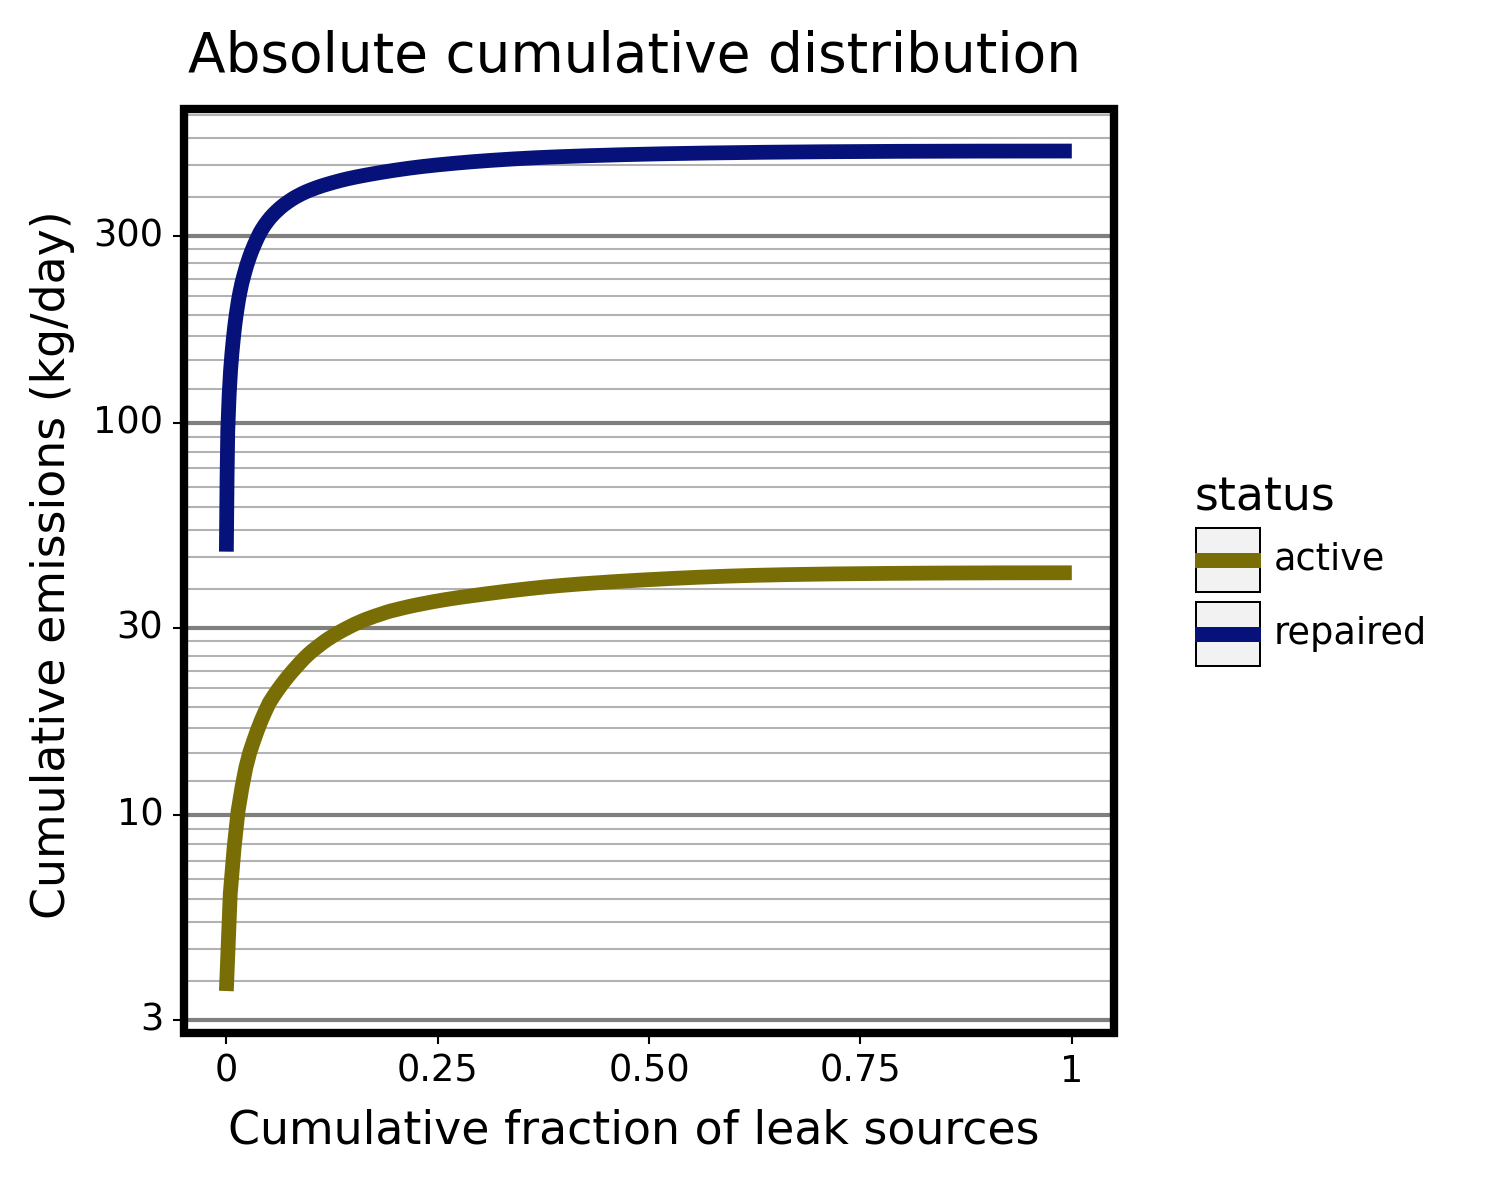 Absolute cumulative distribution
Cumulative emissions (kg/day)
300
100
30
10
3
0
0.25
0.50
0.75
1
Cumulative fraction of leak sources
status
active
repaired